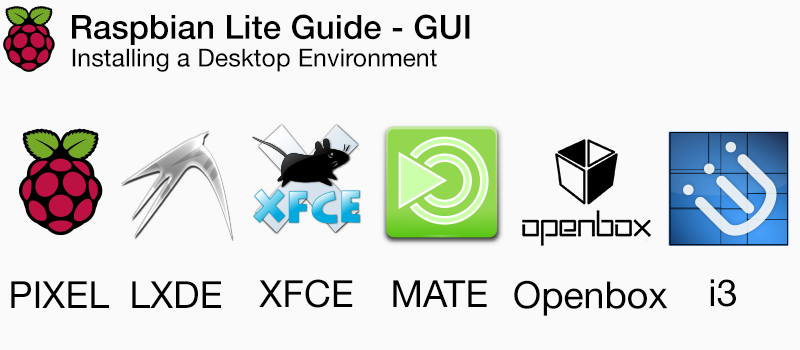 Raspbian Lite Guide - GUI
Installing a Desktop Environment
XFCE
openbox
PIXEL LXDE XFCE MATE Openbox i3